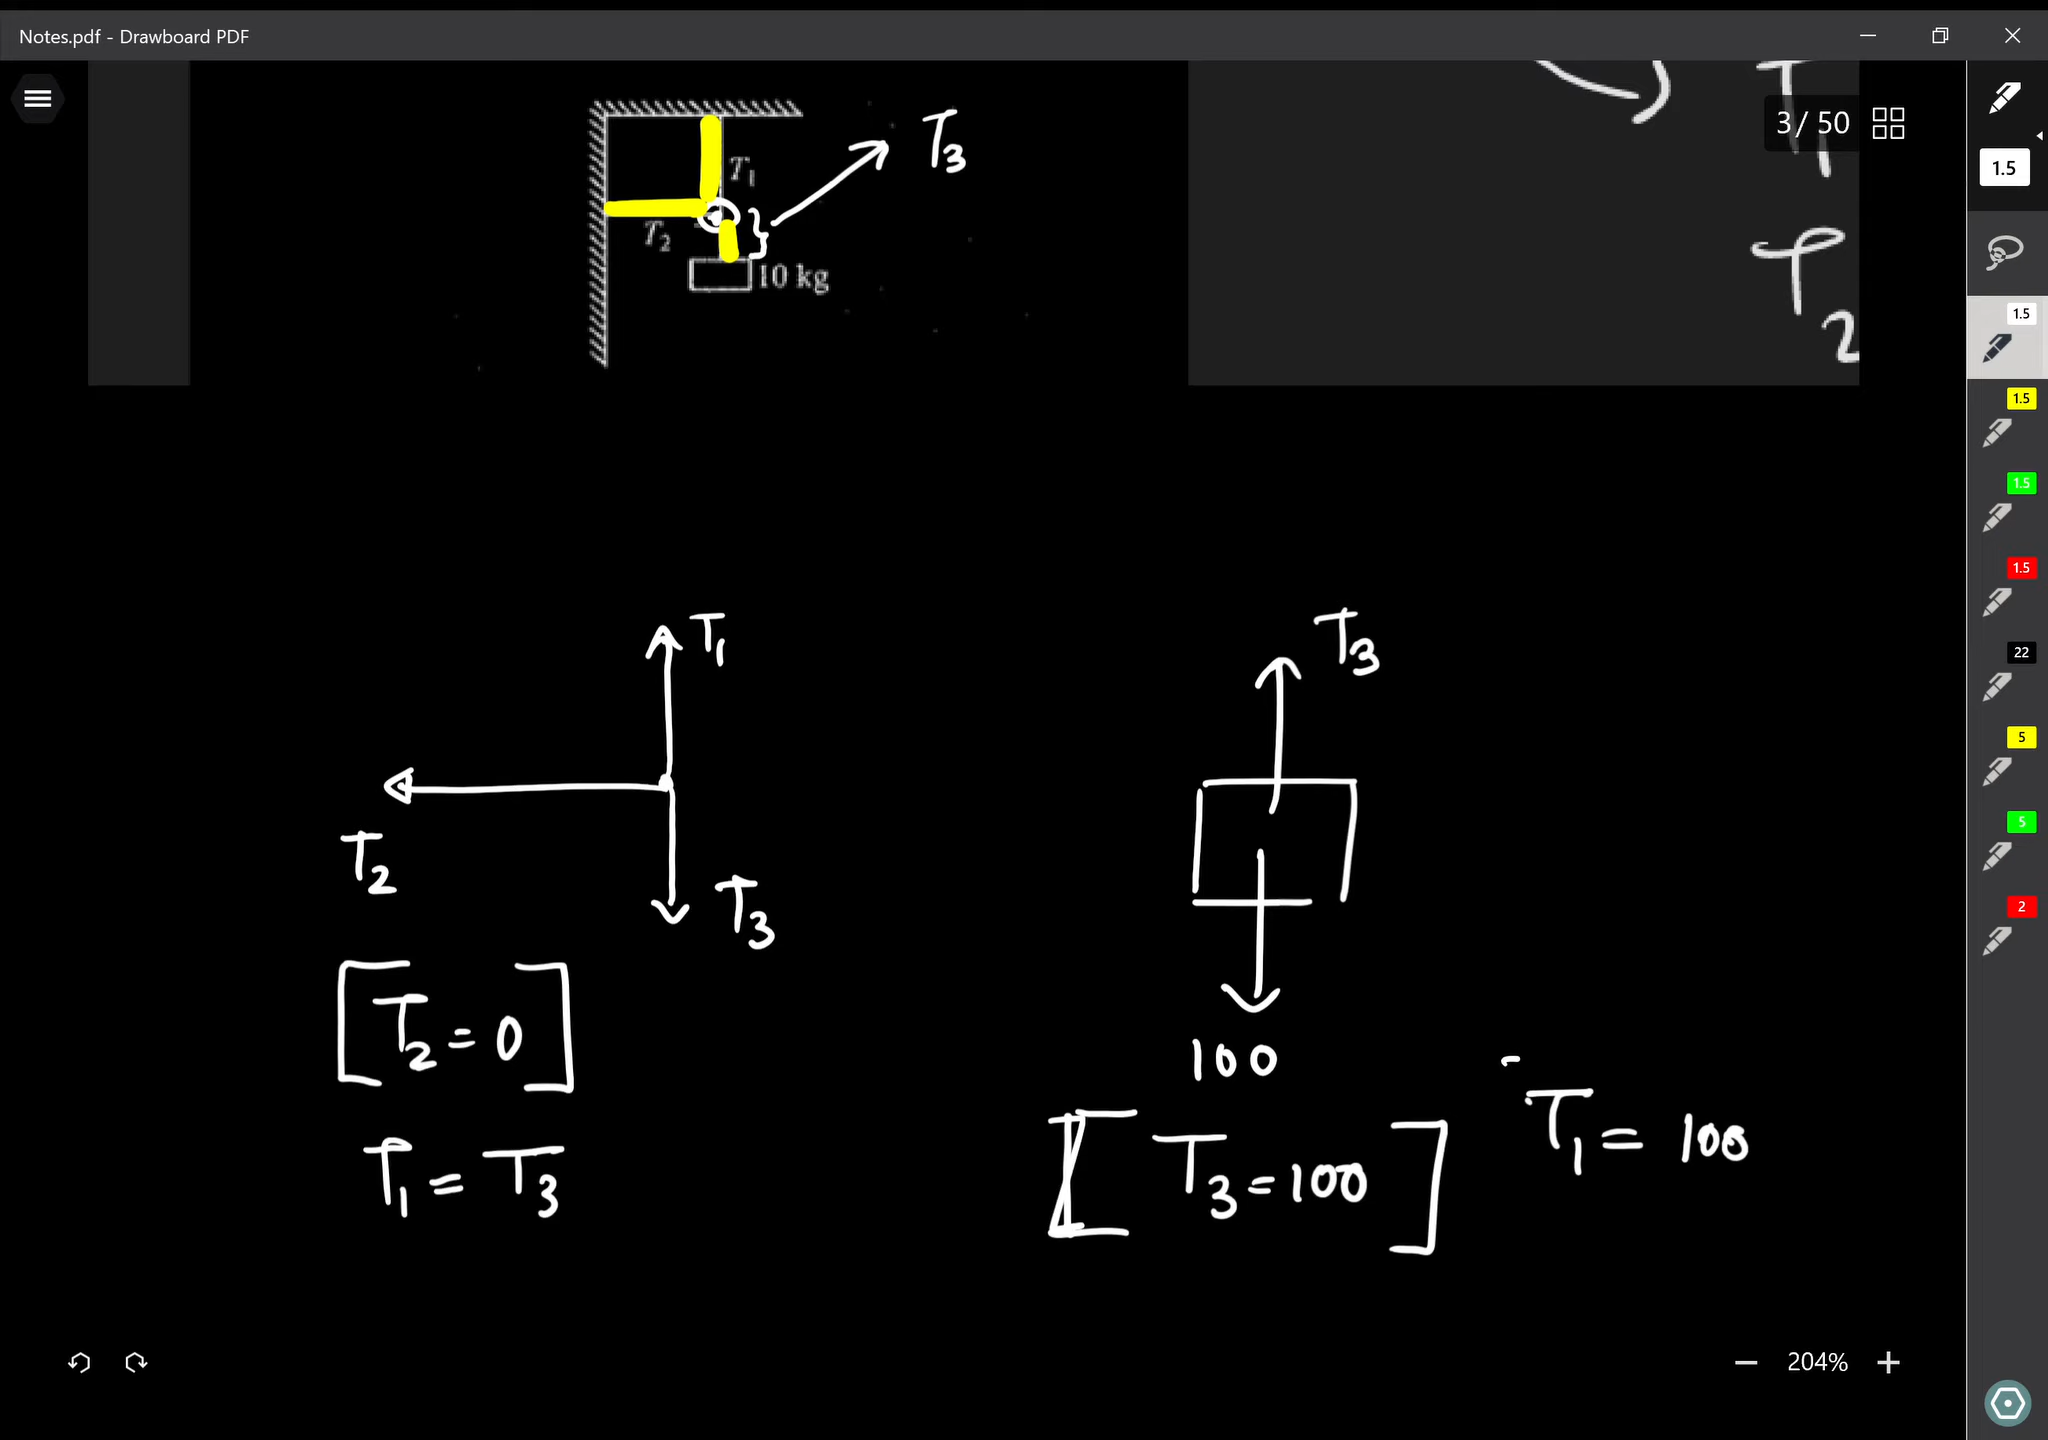 Notes.pdf - Drawboard PDF
3 / 50
T1
T2
T1
T3
T2
10 kg
1.5
1.5
1.5
1.5
1.5
22
5
5
2
T1
T2
T3
[T2 = 0]
T1 = T3
T3
100
[T3 = 100]
T1 = 100
204%